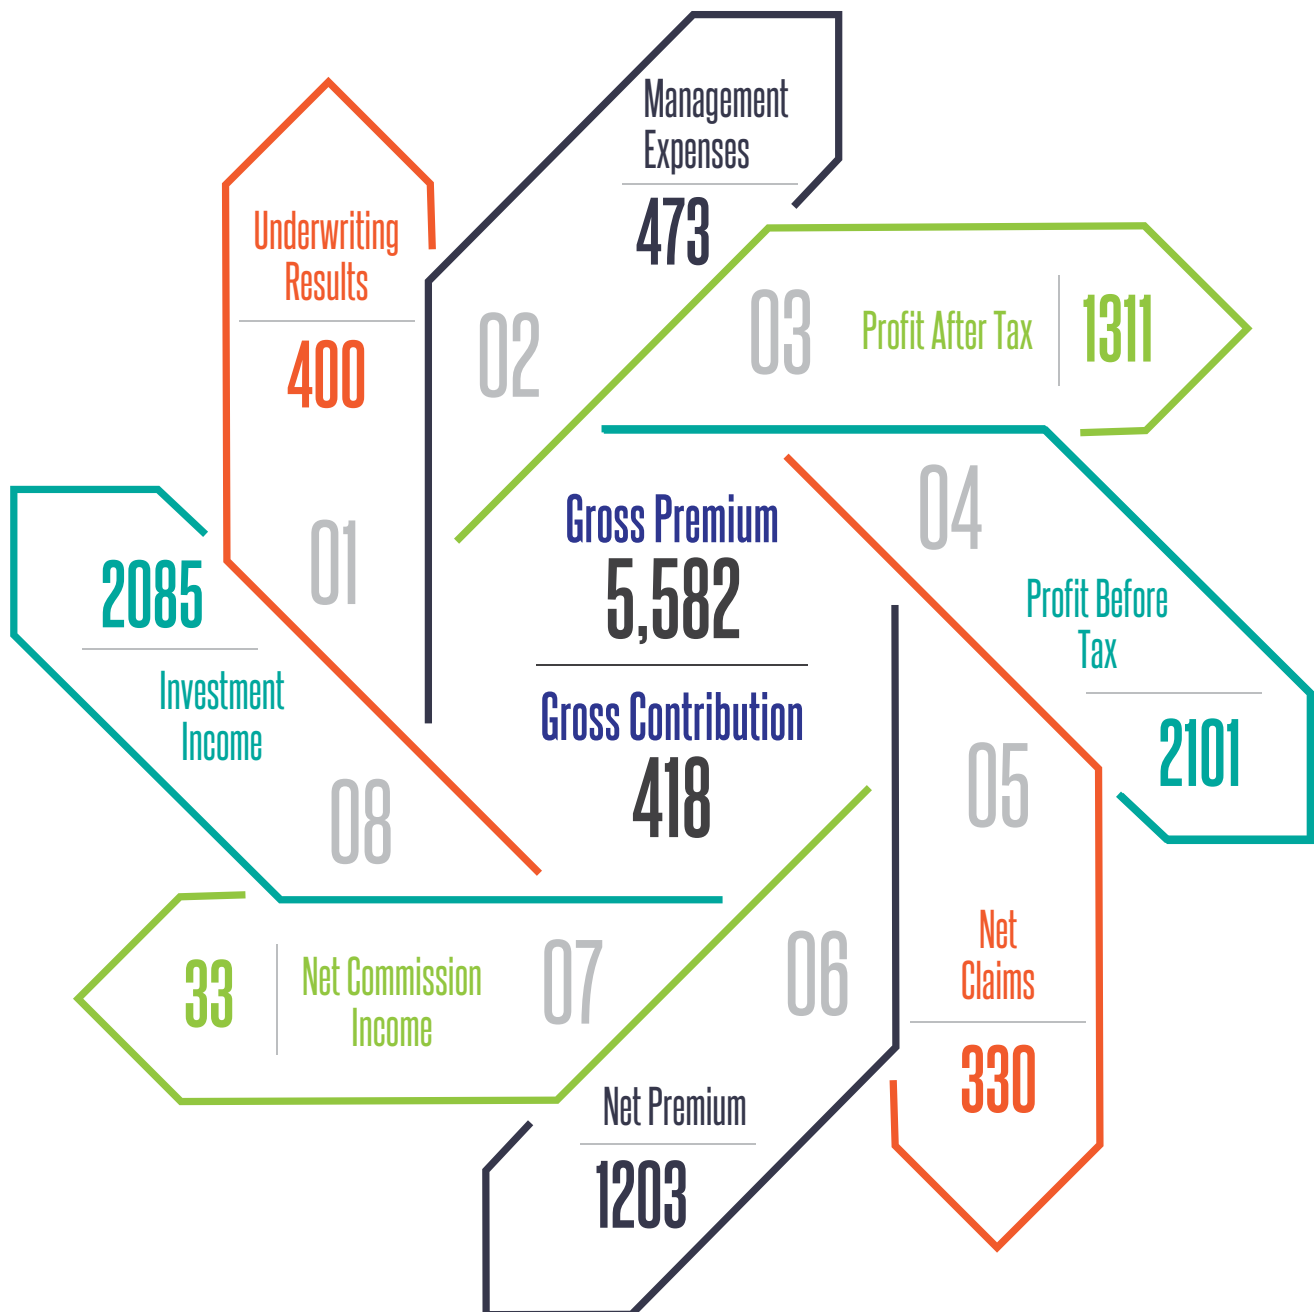 Management
Expenses
473
Underwriting
Results
400
02
03
Profit After Tax
1311
01
Gross Premium
5,582
Gross Contribution
418
04
Profit Before
Tax
2101
2085
Investment
Income
08
05
Net
Claims
330
33
Net Commission
Income
07
06
Net Premium
1203